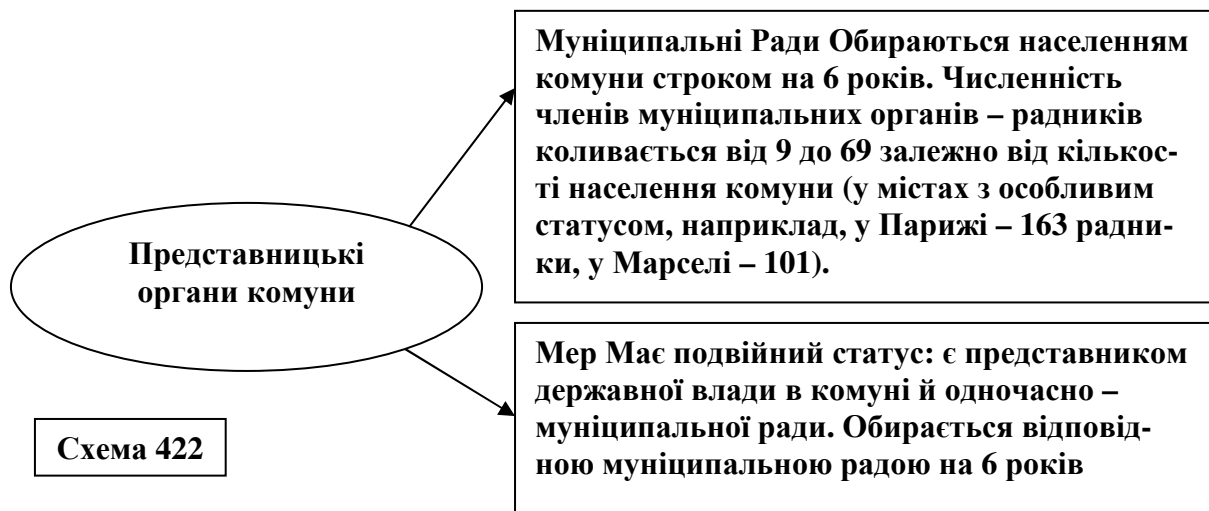 Муніципальні Ради Обираються населенням
комуни строком на 6 років. Численність
членів муніципальних органів – радників
коливається від 9 до 69 залежно від кілько-
сті населення комуни (у містах з особливим
статусом, наприклад, у Парижі – 163 радни-
ки, у Марселі – 101).
Представницькі
органи комуни
Мер Має подвійний статус: є представником
державної влади в комуні й одночасно –
муніципальної ради. Обирається відповід-
ною муніципальною радою на 6 років
Схема 422